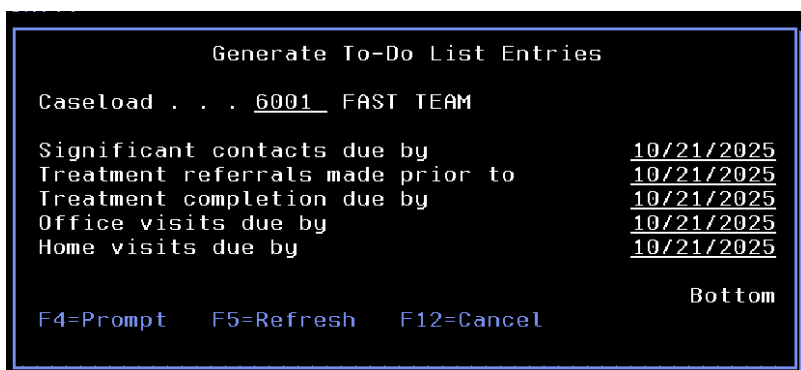 Generate To-Do List Entries
Caseload . . . 6001 FAST TEAM
Significant contacts due by 10/21/2025
Treatment referrals made prior to 10/21/2025
Treatment completion due by 10/21/2025
Office visits due by 10/21/2025
Home visits due by 10/21/2025
Bottom
F4=Prompt F5=Refresh F12=Cancel